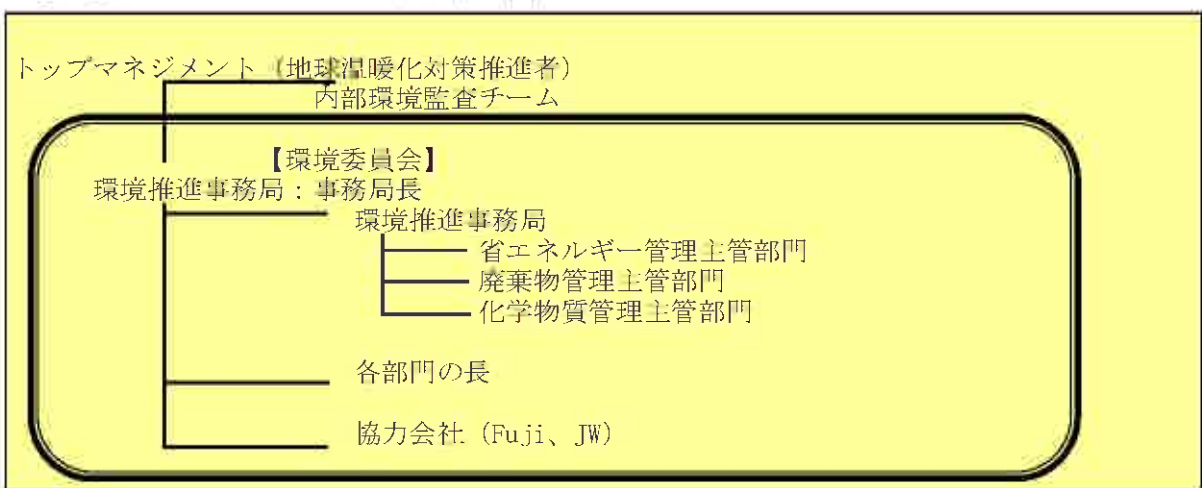 トップマネジメント（地球温暖化対策推進者）
内部環境監査チーム
【環境委員会】
環境推進事務局：事務局長
環境推進事務局
省エネルギー管理主管部門
廃棄物管理主管部門
化学物質管理主管部門
各部門の長
協力会社（Fuji、JW）